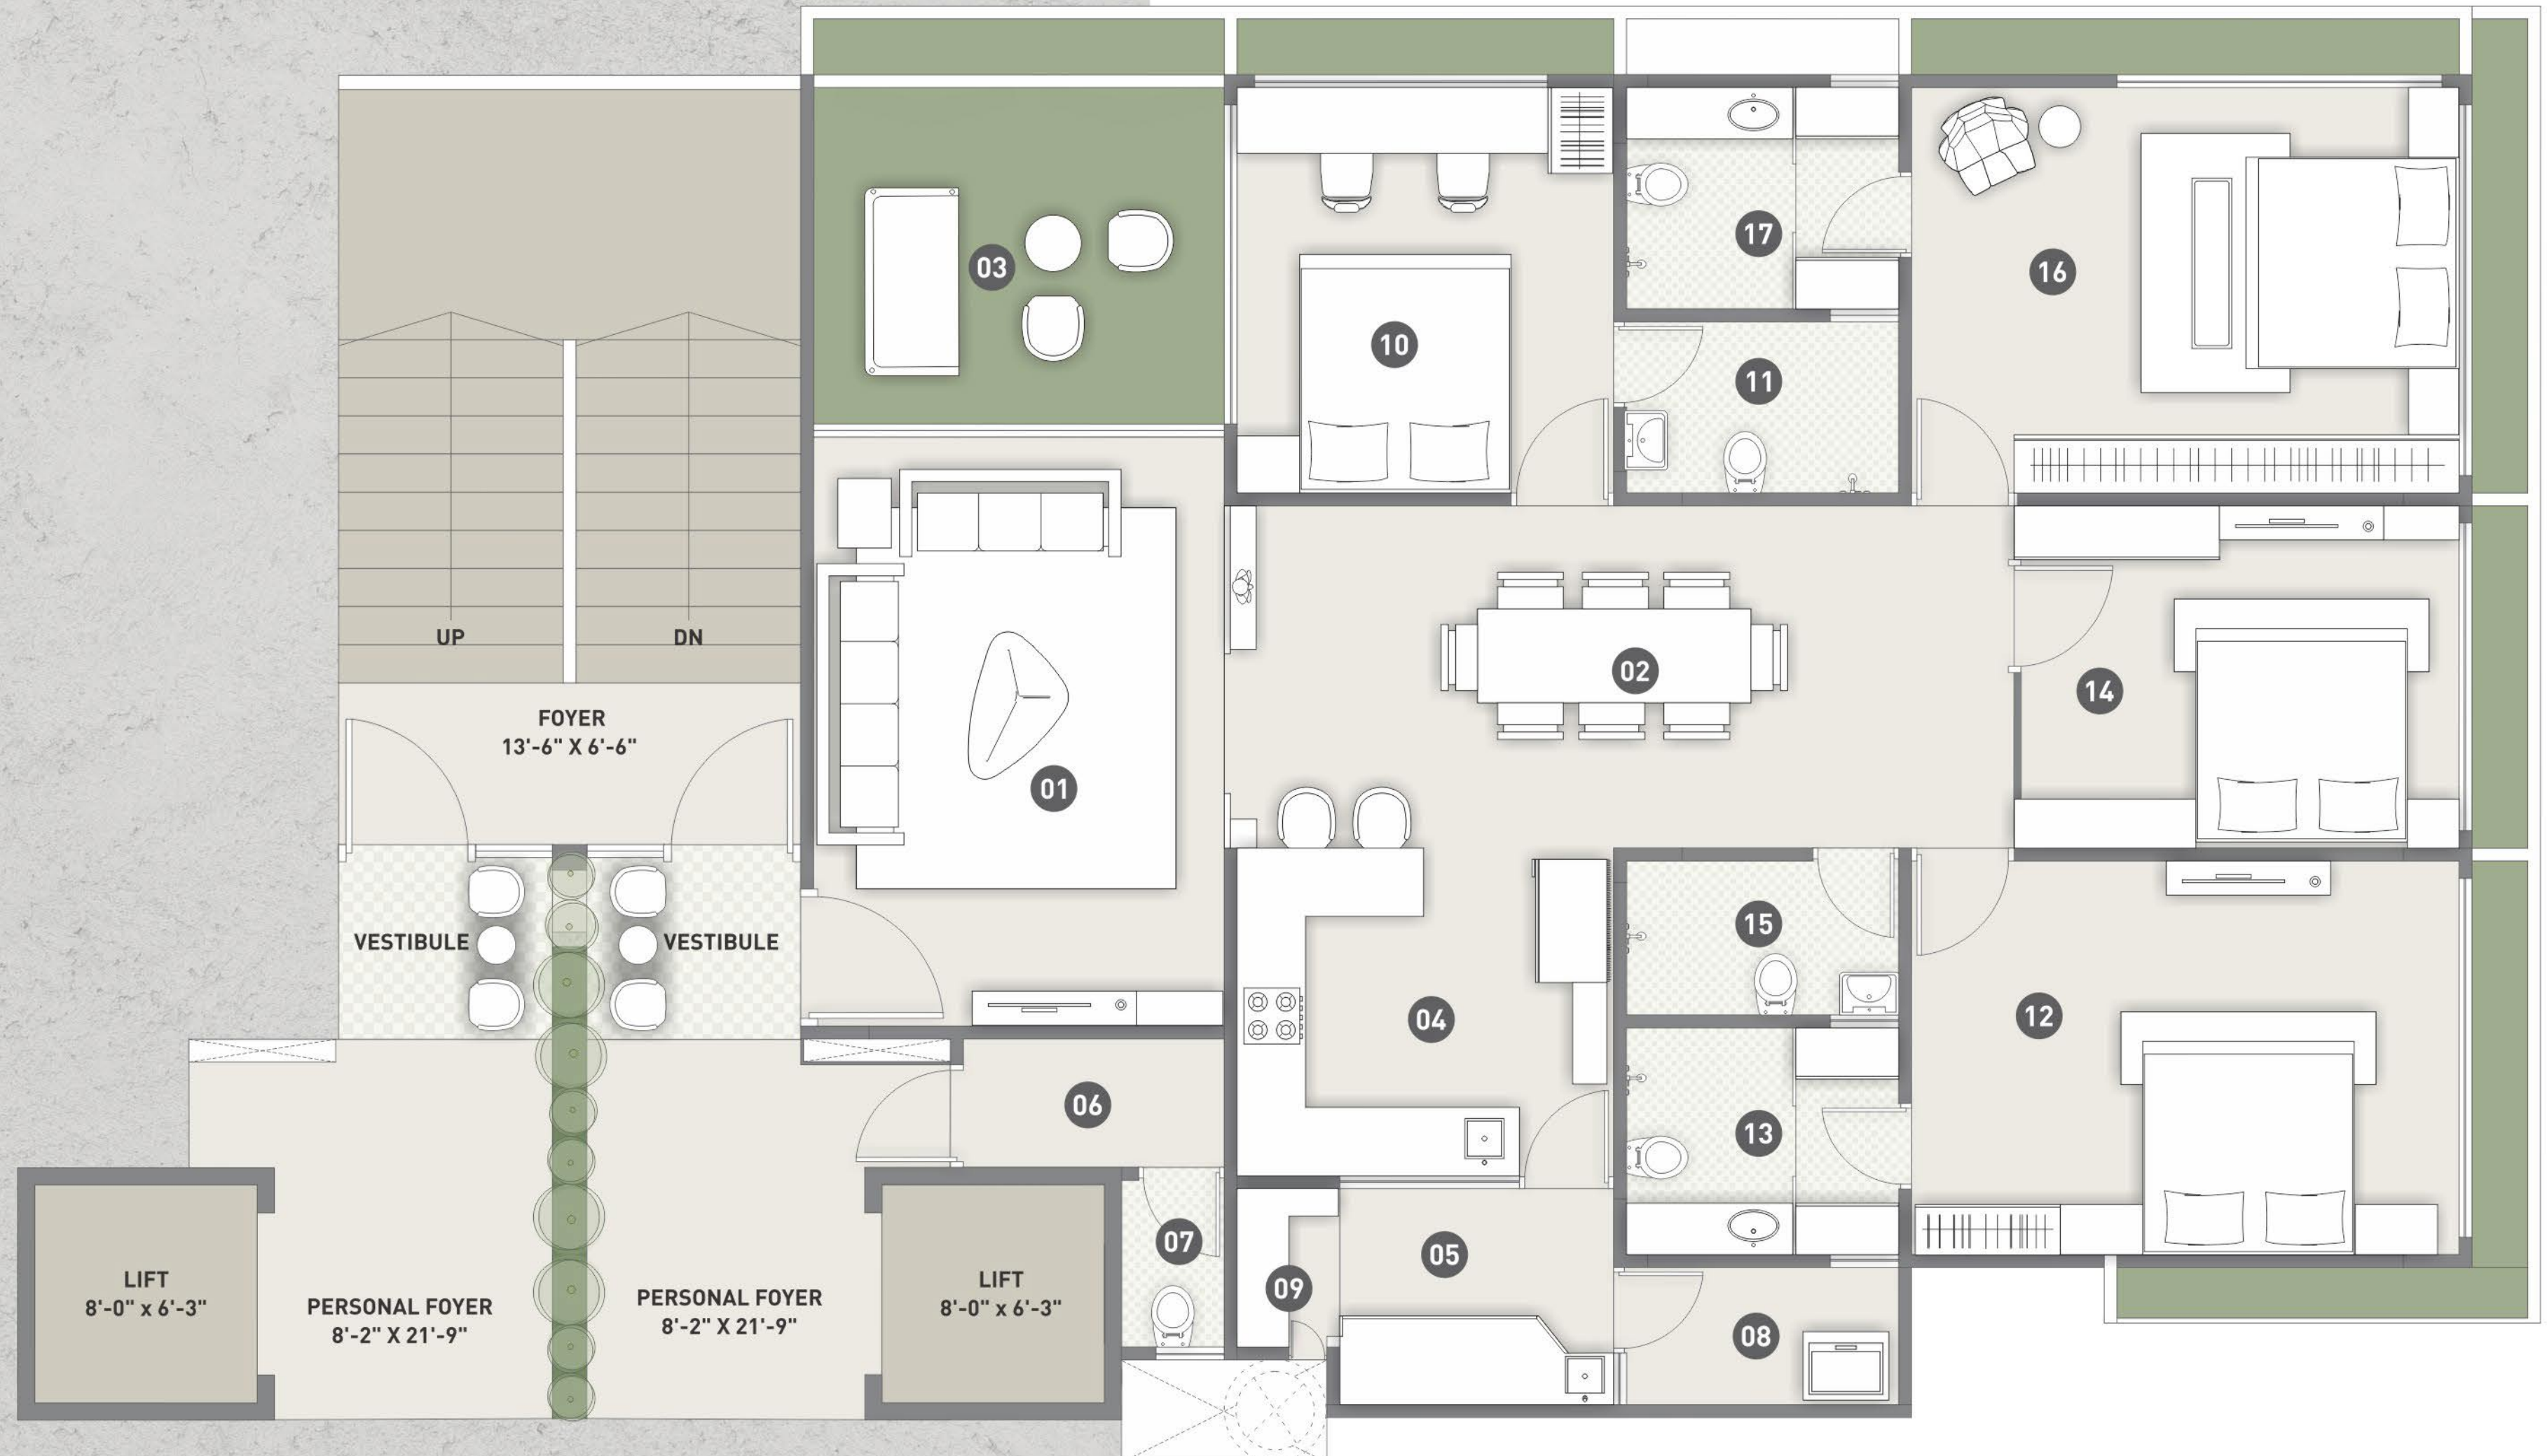 03
10
17
11
16
UP
DN
02
14
FOYER
13'-6" X 6'-6"
01
VESTIBULE
VESTIBULE
15
04
12
06
13
07
05
09
08
LIFT
8'-0" x 6'-3"
PERSONAL FOYER
8'-2" X 21'-9"
PERSONAL FOYER
8'-2" X 21'-9"
LIFT
8'-0" x 6'-3"